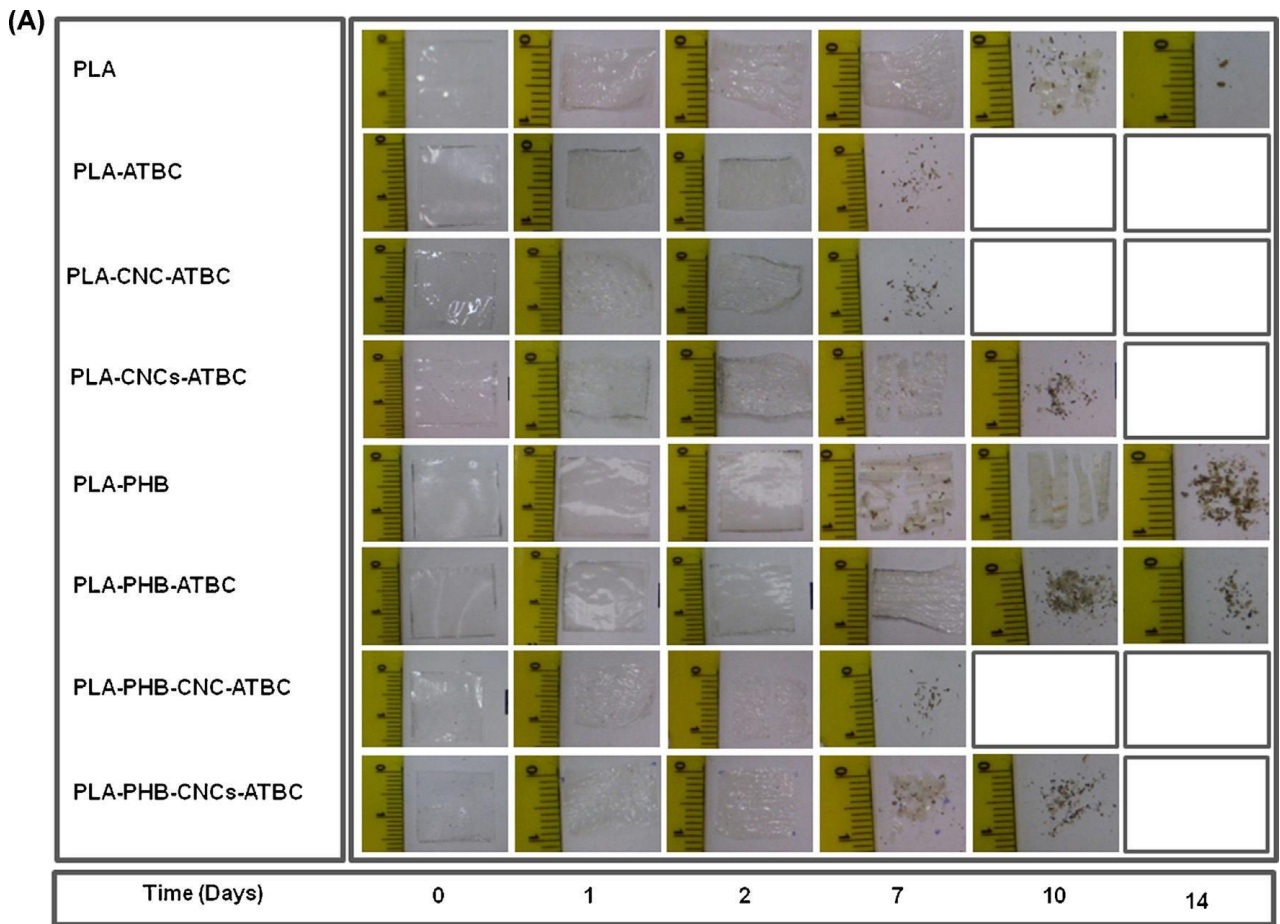 (A)
PLA
PLA-ATBC
PLA-CNC-ATBC
PLA-CNCs-ATBC
PLA-PHB
PLA-PHB-ATBC
PLA-PHB-CNC-ATBC
PLA-PHB-CNCs-ATBC
Time (Days) 0 1 2 7 10 14